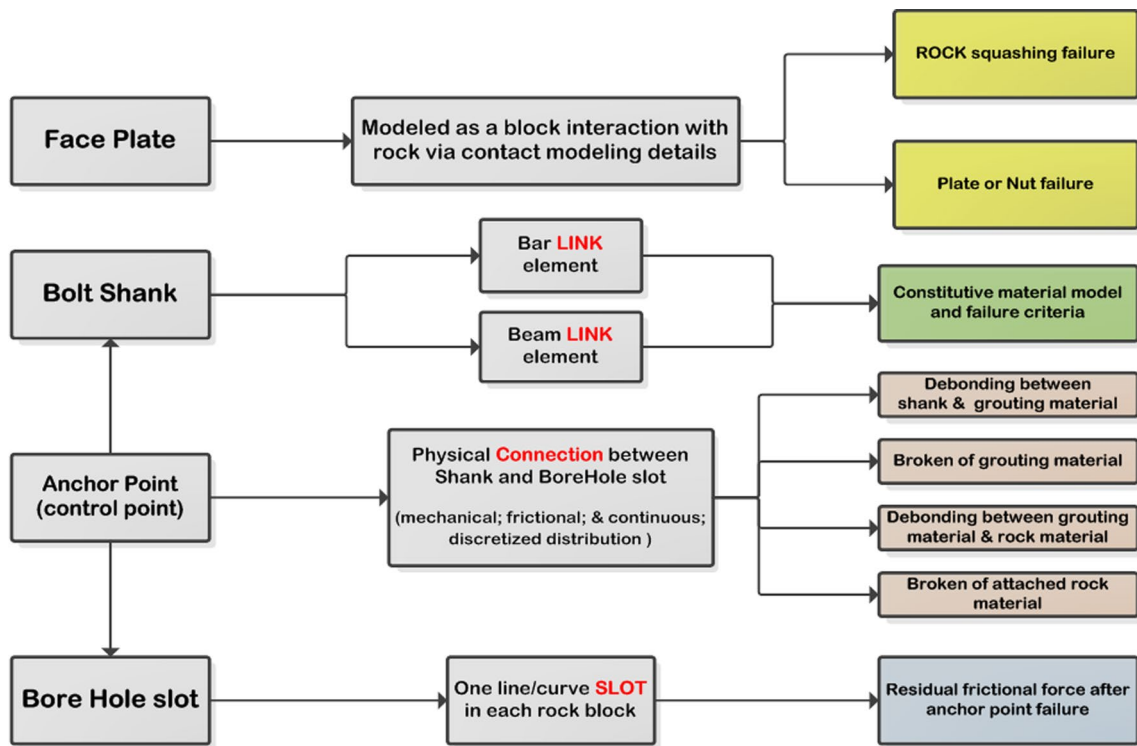 Face Plate
Modeled as a block interaction with
rock via contact modeling details
ROCK squashing failure
Plate or Nut failure
Bolt Shank
Bar LINK
element
Beam LINK
element
Constitutive material model
and failure criteria
Anchor Point
(control point)
Physical Connection between
Shank and BoreHole slot
(mechanical; frictional; & continuous;
discretized distribution )
Debonding between
shank & grouting material
Broken of grouting material
Debonding between grouting
material & rock material
Broken of attached rock
material
Bore Hole slot
One line/curve SLOT
in each rock block
Residual frictional force after
anchor point failure